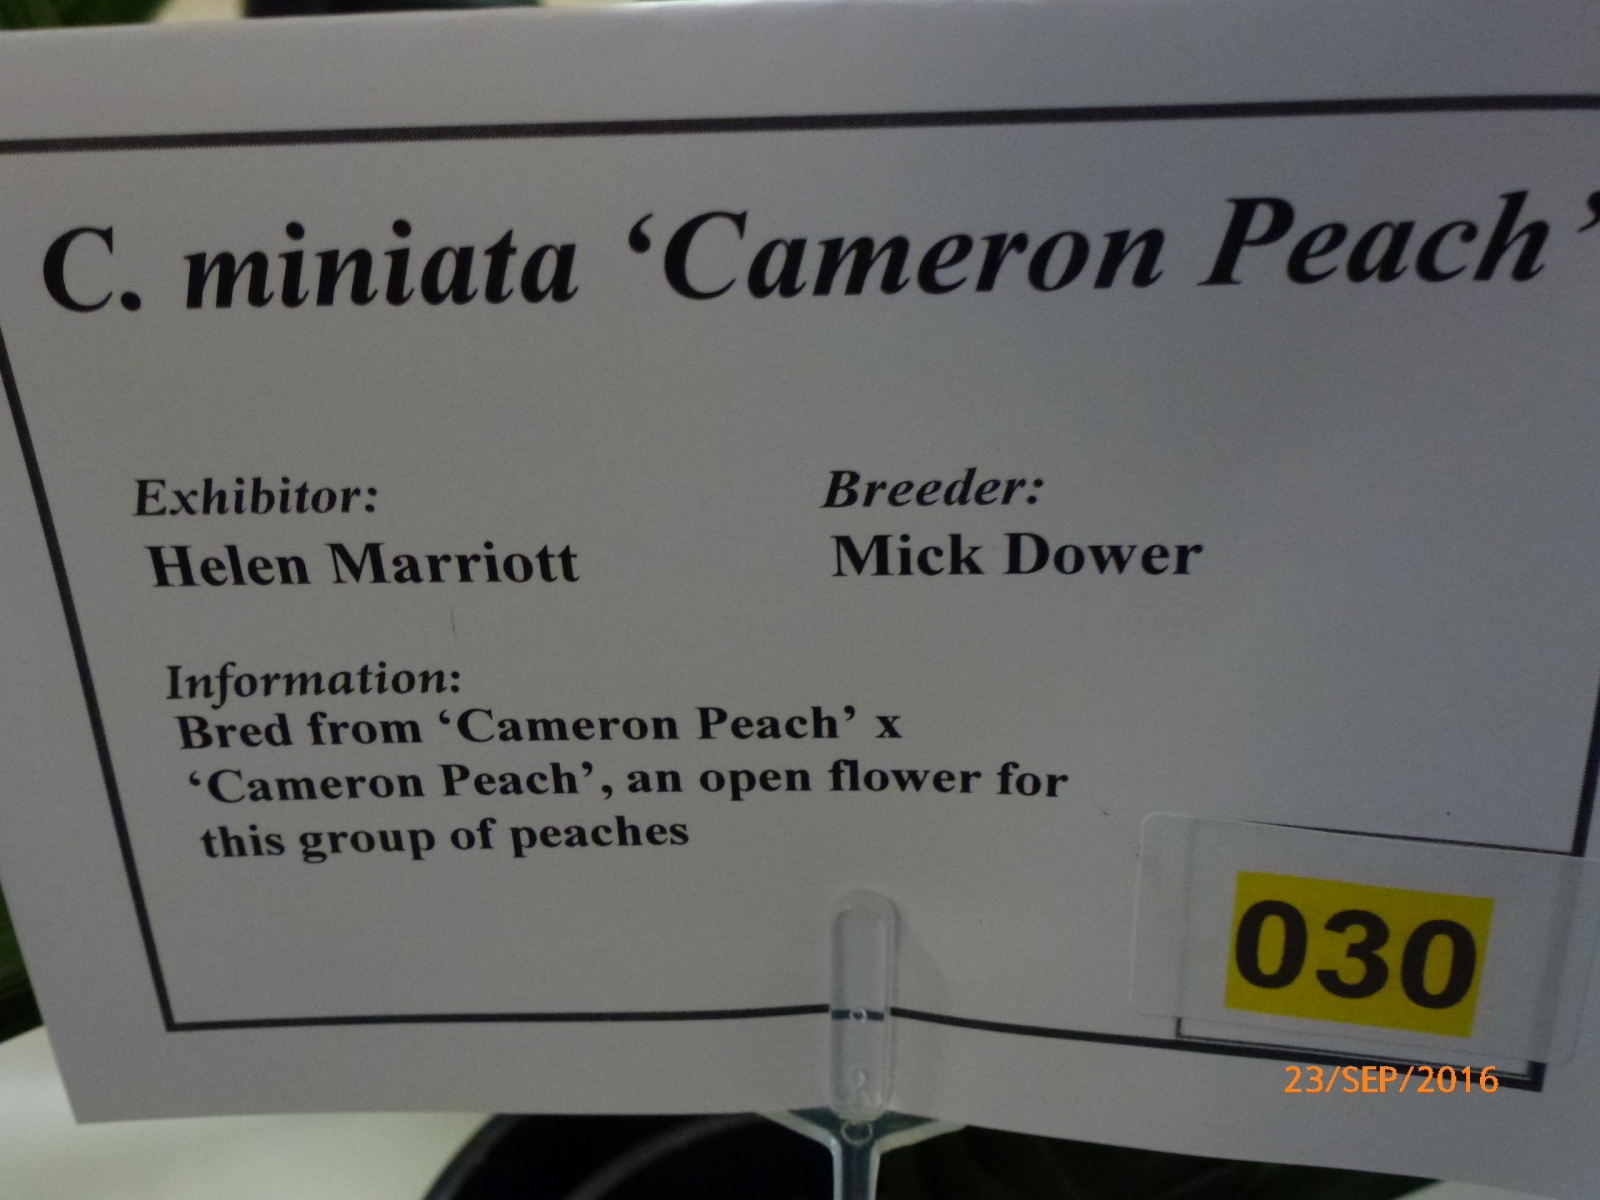 C. miniata ‘Cameron Peach’
Exhibitor:
Helen Marriott
Breeder:
Mick Dower
Information:
Bred from ‘Cameron Peach’ x
‘Cameron Peach’, an open flower for
this group of peaches
030
23/SEP/2016